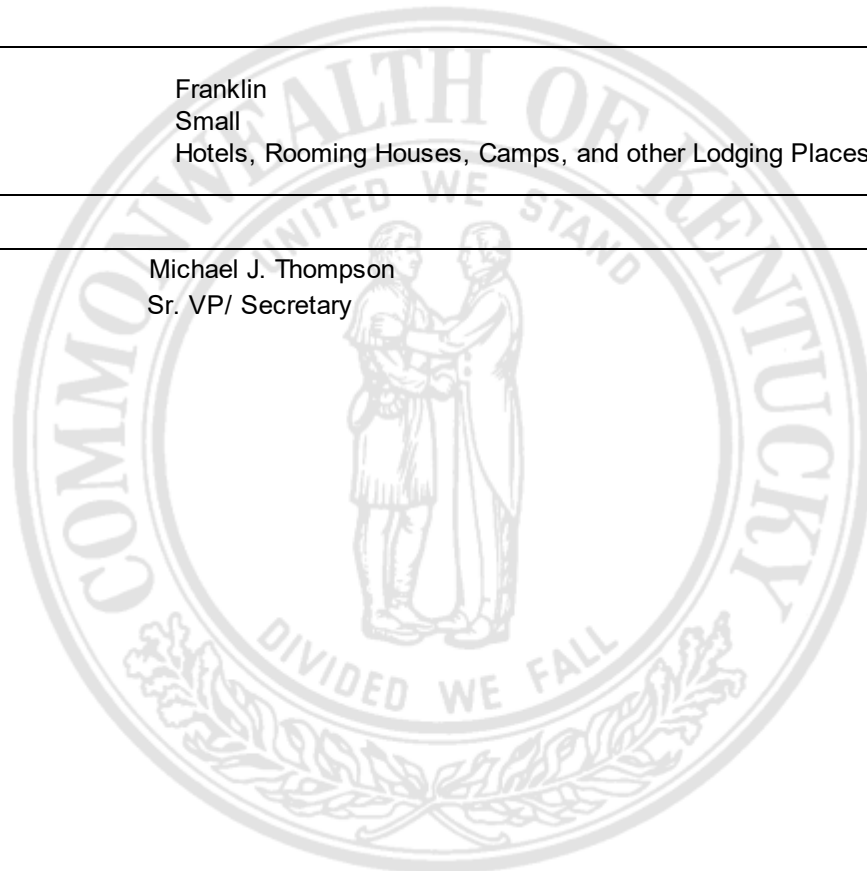 Franklin
Small
Hotels, Rooming Houses, Camps, and other Lodging Places
Michael J. Thompson
Sr. VP/ Secretary
COMMONWEALTH OF KENTUCKY
UNITED WE STAND
DIVIDED WE FALL